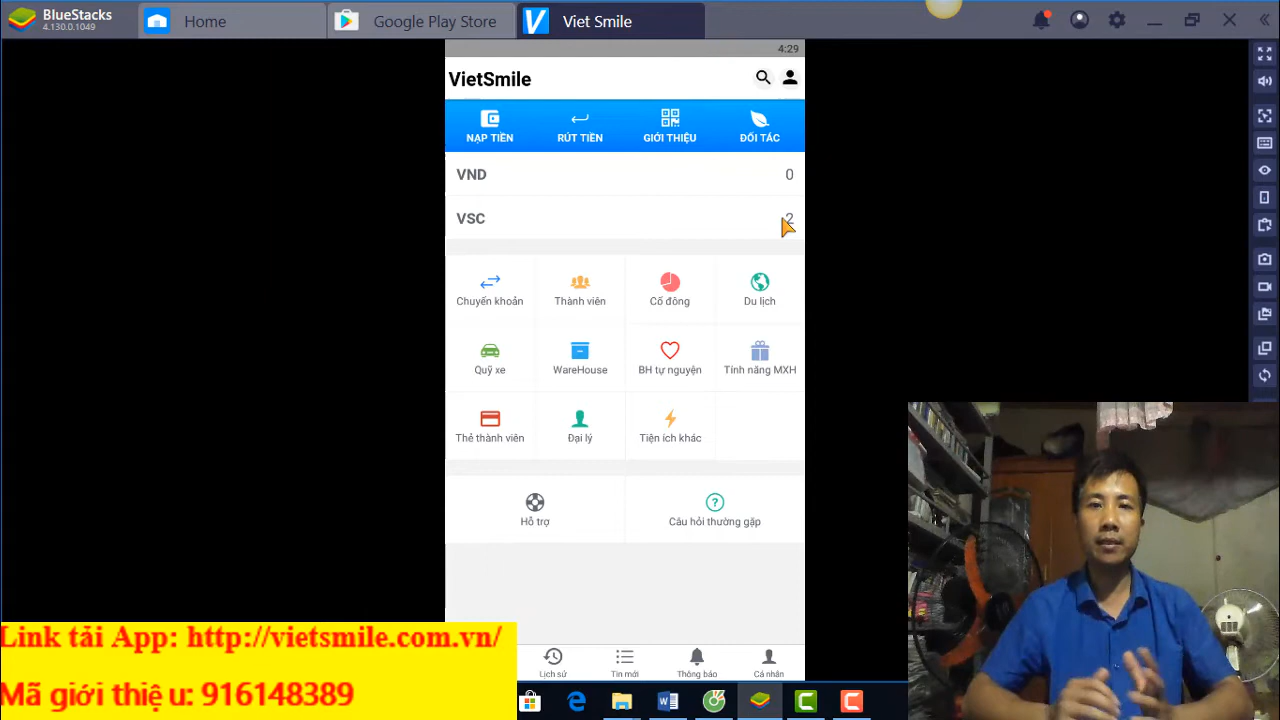 BlueStacks
4.130.0.1049
Home
Google Play Store
Viet Smile
4:29
VietSmile
NẠP TIỀN
RÚT TIỀN
GIỚI THIỆU
ĐỐI TÁC
VND 0
VSC 2
Chuyển khoản
Thành viên
Cổ đông
Du lịch
Quỹ xe
WareHouse
BH tự nguyện
Tính năng MXH
Thẻ thành viên
Đại lý
Tiện ích khác
Hỗ trợ
Câu hỏi thường gặp
Lịch sử
Tin mới
Thông báo
Cá nhân
Link tải App: http://vietsmile.com.vn/
Mã giới thiệ u: 916148389